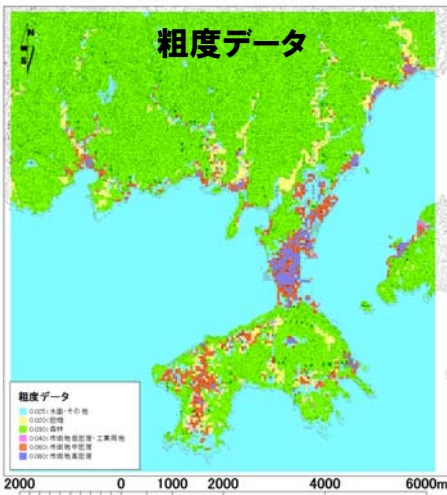 粗度データ
N
粗度データ
0.025: 水面・その他
0.020: 田畑
0.030: 森林
0.040: 市街地低密度・工業用地
0.060: 市街地中密度
0.080: 市街地高密度
2000 0 2000 4000 6000m